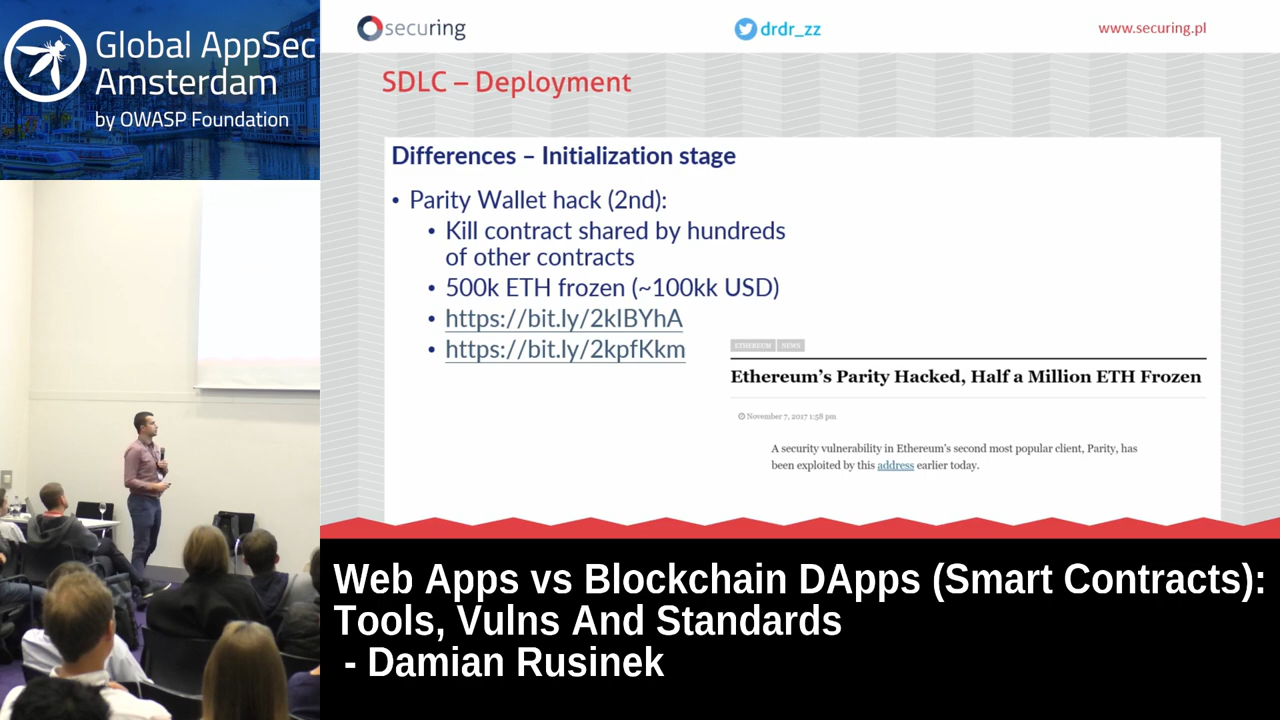 Global AppSec
Amsterdam
by OWASP Foundation
securing
drdr_zz
www.securing.pl
SDLC – Deployment
Differences – Initialization stage
• Parity Wallet hack (2nd):
• Kill contract shared by hundreds
of other contracts
• 500k ETH frozen (~100kk USD)
• https://bit.ly/2kIBYhA
• https://bit.ly/2kpfKkm
ETHEREUM NEWS
Ethereum's Parity Hacked, Half a Million ETH Frozen
November 7, 2017 1:58 pm
A security vulnerability in Ethereum's second most popular client, Parity, has
been exploited by this address earlier today.
Web Apps vs Blockchain DApps (Smart Contracts):
Tools, Vulns And Standards
- Damian Rusinek